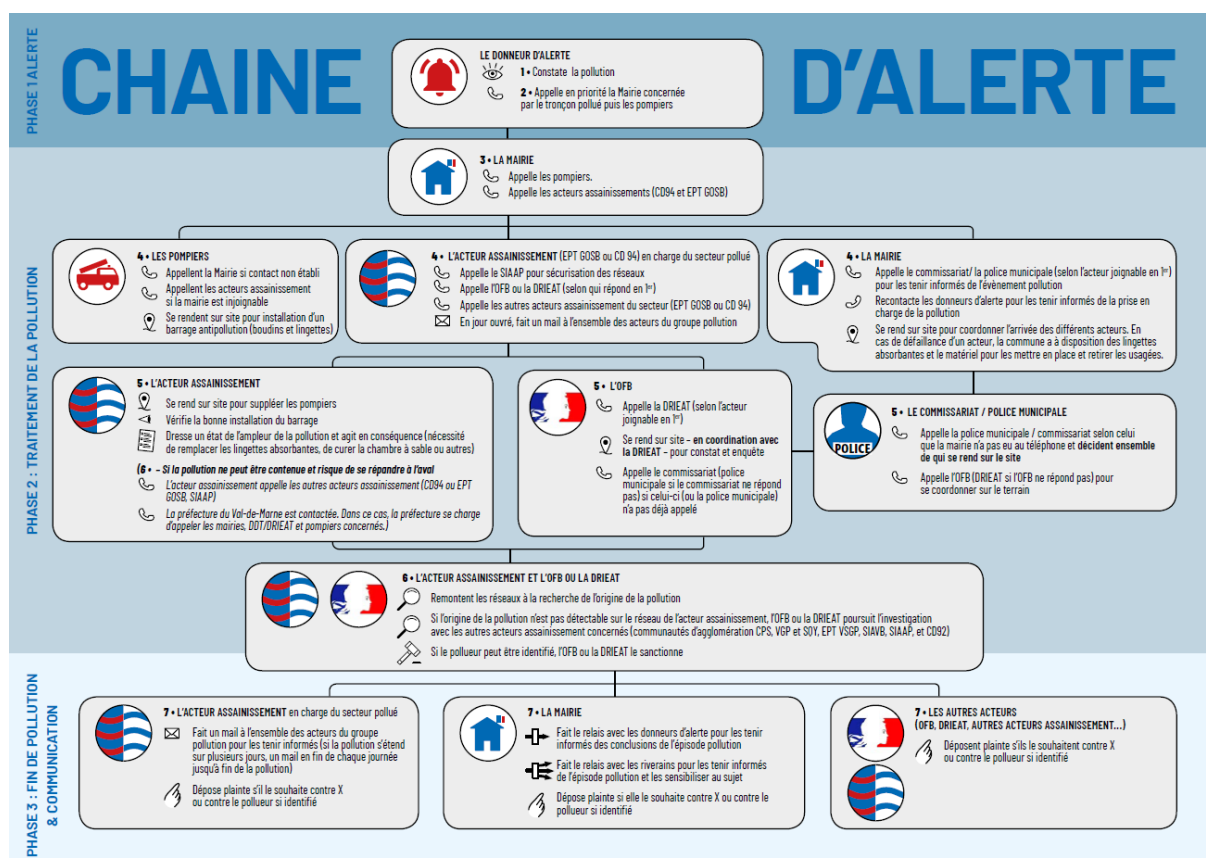 CHAINE
D'ALERTE
PHASE 1 ALERTE
LE DONNEUR D'ALERTE
1 • Constate la pollution
2 • Appelle en priorité la Mairie concernée
par le tronçon pollué puis les pompiers
PHASE 2 : TRAITEMENT DE LA POLLUTION
3 • LA MAIRIE
Appelle les pompiers.
Appelle les acteurs assainissements (CD94 et EPT GOSB)
4 • LES POMPIERS
Appellent la Mairie si contact non établi
Appellent les acteurs assainissement
si la mairie est injoignable
Se rendent sur site pour installation d'un
barrage antipollution (boudins et lingettes)
4 • L'ACTEUR ASSAINISSEMENT (EPT GOSB ou CD 94) en charge du secteur pollué
Appelle le SIAAP pour sécurisation des réseaux
Appelle l'OFB ou la DRIEAT (selon qui répond en 1er)
Appelle les autres acteurs assainissement du secteur (EPT GOSB ou CD 94)
En jour ouvré, fait un mail à l'ensemble des acteurs du groupe pollution
4 • LA MAIRIE
Appelle le commissariat/ la police municipale (selon l'acteur joignable en 1er)
pour les tenir informés de l'évènement pollution
Recontacte les donneurs d'alerte pour les tenir informés de la prise en
charge de la pollution
Se rend sur site pour coordonner l'arrivée des différents acteurs. En
cas de défaillance d'un acteur, la commune a à disposition des lingettes
absorbantes et le matériel pour les mettre en place et retirer les usagées.
5 • L'ACTEUR ASSAINISSEMENT
Se rend sur site pour suppléer les pompiers
Vérifie la bonne installation du barrage
Dresse un état de l'ampleur de la pollution et agit en conséquence (nécessité
de remplacer les lingettes absorbantes, de curer la chambre à sable ou autres)
(6 • – Si la pollution ne peut être contenue et risque de se répandre à l'aval
L'acteur assainissement appelle les autres acteurs assainissement (CD94 ou EPT
GOSB, SIAAP)
La préfecture du Val-de-Marne est contactée. Dans ce cas, la préfecture se charge
d'appeler les mairies, DDT/DRIEAT et pompiers concernés.)
5 • L'OFB
Appelle la DRIEAT (selon l'acteur
joignable en 1er)
Se rend sur site – en coordination avec
la DRIEAT – pour constat et enquête
Appelle le commissariat (police
municipale si le commissariat ne répond
pas) si celui-ci (ou la police municipale)
n'a pas déjà appelé
POLICE
5 • LE COMMISSARIAT / POLICE MUNICIPALE
Appelle la police municipale / commissariat selon celui
que la mairie n'a pas eu au téléphone et décident ensemble
de qui se rend sur le site
Appelle l'OFB (DRIEAT si l'OFB ne répond pas) pour
se coordonner sur le terrain
6 • L'ACTEUR ASSAINISSEMENT ET L'OFB OU LA DRIEAT
Remontent les réseaux à la recherche de l'origine de la pollution
Si l'origine de la pollution n'est pas détectable sur le réseau de l'acteur assainissement, l'OFB ou la DRIEAT poursuit l'investigation
avec les autres acteurs assainissement concernés (communautés d'agglomération CPS, VGP et SQY, EPT VSGP, SIAVB, SIAAP, et CD92)
Si le pollueur peut être identifié, l'OFB ou la DRIEAT le sanctionne
PHASE 3 : FIN DE POLLUTION
& COMMUNICATION
7 • L'ACTEUR ASSAINISSEMENT en charge du secteur pollué
Fait un mail à l'ensemble des acteurs du groupe
pollution pour les tenir informés (si la pollution s'étend
sur plusieurs jours, un mail en fin de chaque journée
jusqu'à fin de la pollution)
Dépose plainte s'il le souhaite contre X
ou contre le pollueur si identifié
7 • LA MAIRIE
Fait le relais avec les donneurs d'alerte pour les tenir
informés des conclusions de l'épisode pollution
Fait le relais avec les riverains pour les tenir informés
de l'épisode pollution et les sensibiliser au sujet
Dépose plainte si elle le souhaite contre X ou contre le
pollueur si identifié
7 • LES AUTRES ACTEURS
(OFB, DRIEAT, AUTRES ACTEURS ASSAINISSEMENT...)
Déposent plainte s'ils le souhaitent contre X
ou contre le pollueur si identifié